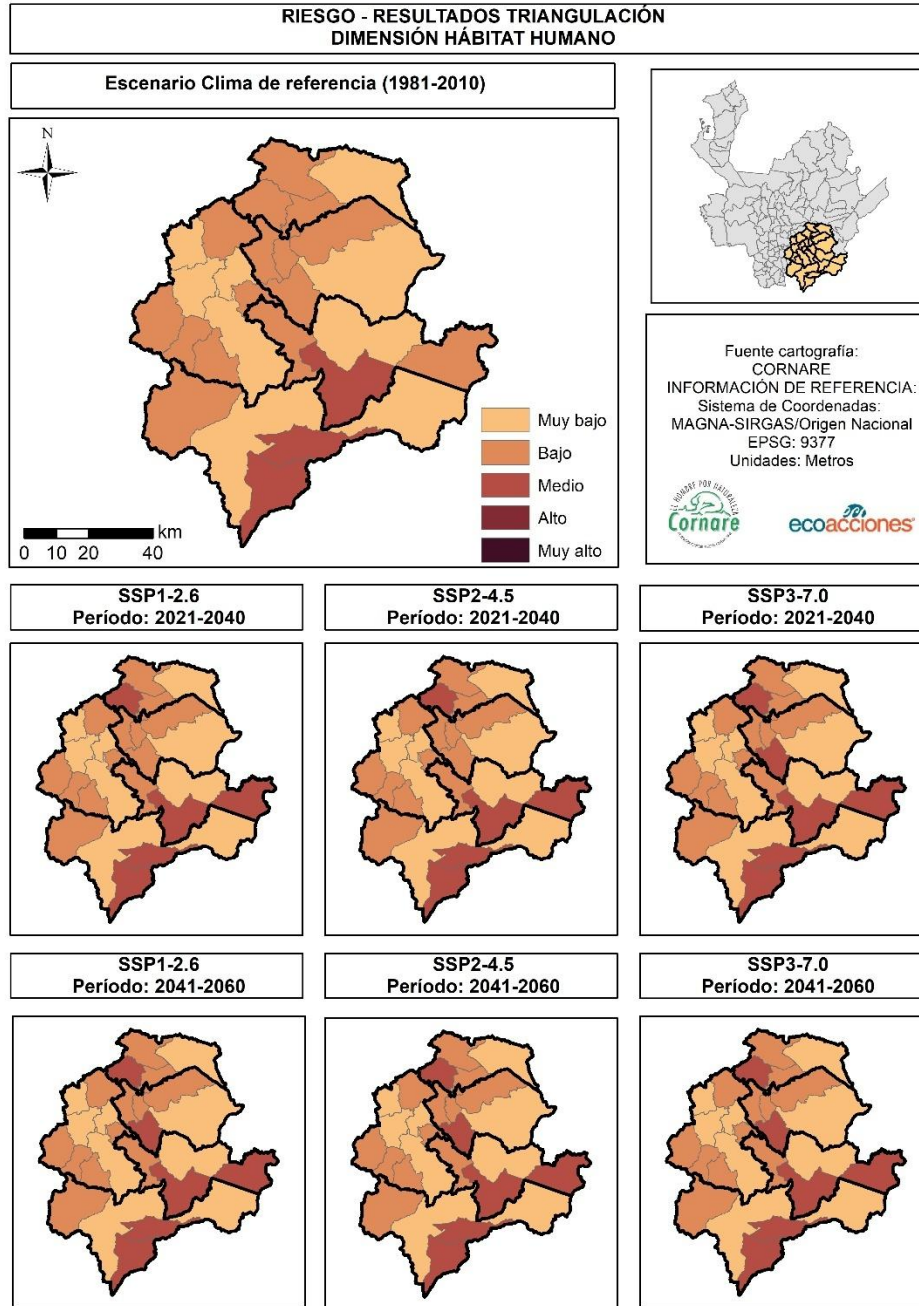 RIESGO - RESULTADOS TRIANGULACIÓN
DIMENSIÓN HÁBITAT HUMANO
Escenario Clima de referencia (1981-2010)
N
Muy bajo
Bajo
Medio
Alto
Muy alto
km
0 10 20 40
Fuente cartografía:
CORNARE
INFORMACIÓN DE REFERENCIA:
Sistema de Coordenadas:
MAGNA-SIRGAS/Origen Nacional
EPSG: 9377
Unidades: Metros
EL HOMBRE POR NATURALEZA
Cornare
ecoacciones
SSP1-2.6
Período: 2021-2040
SSP2-4.5
Período: 2021-2040
SSP3-7.0
Período: 2021-2040
SSP1-2.6
Período: 2041-2060
SSP2-4.5
Período: 2041-2060
SSP3-7.0
Período: 2041-2060